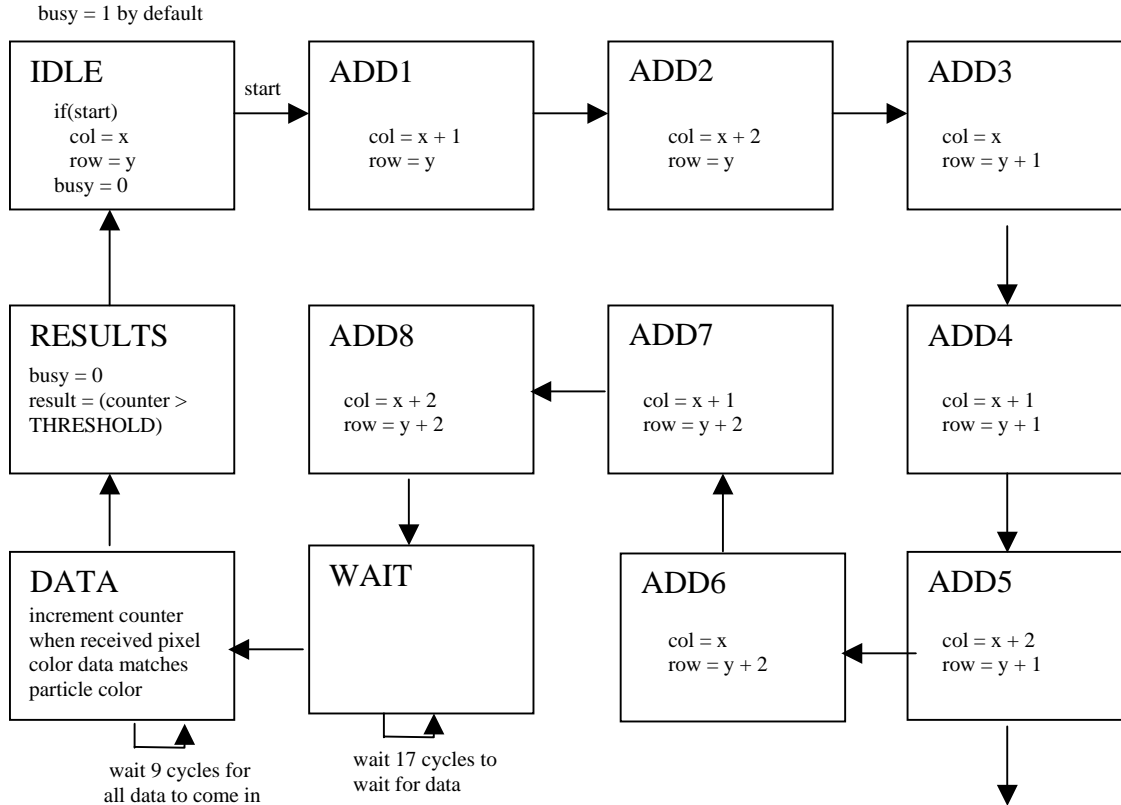 busy = 1 by default
IDLE
if(start)
col = x
row = y
busy = 0
start
ADD1
col = x + 1
row = y
ADD2
col = x + 2
row = y
ADD3
col = x
row = y + 1
RESULTS
busy = 0
result = (counter >
THRESHOLD)
ADD8
col = x + 2
row = y + 2
ADD7
col = x + 1
row = y + 2
ADD4
col = x + 1
row = y + 1
DATA
increment counter
when received pixel
color data matches
particle color
WAIT
ADD6
col = x
row = y + 2
ADD5
col = x + 2
row = y + 1
wait 9 cycles for
all data to come in
wait 17 cycles to
wait for data